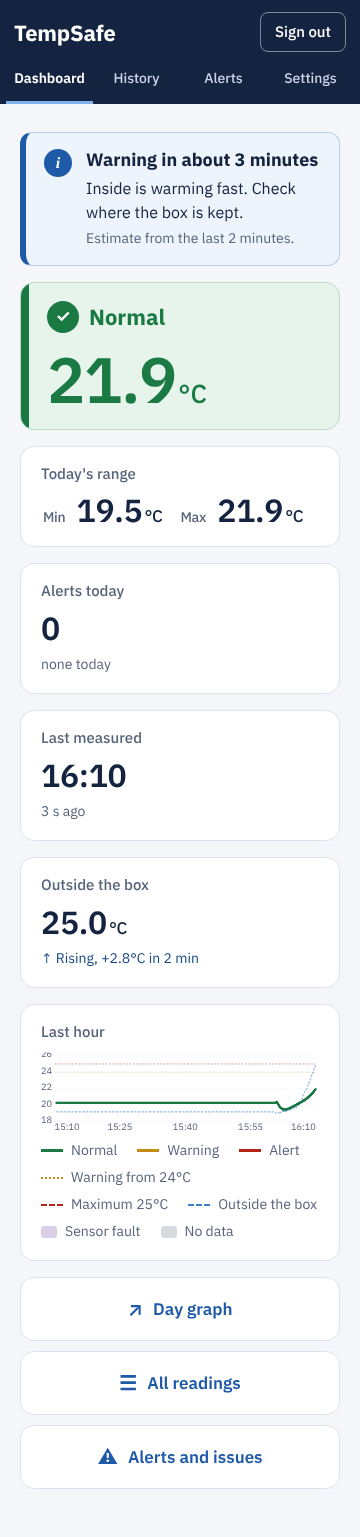 TempSafe
Sign out
Dashboard History Alerts Settings
i
Warning in about 3 minutes
Inside is warming fast. Check
where the box is kept.
Estimate from the last 2 minutes.
Normal
21.9°C
Today's range
Min 19.5°C Max 21.9°C
Alerts today
0
none today
Last measured
16:10
3 s ago
Outside the box
25.0°C
↑ Rising, +2.8°C in 2 min
Last hour
26
24
22
20
18
15:10 15:25 15:40 15:55 16:10
Normal Warning Alert
Warning from 24°C
Maximum 25°C Outside the box
Sensor fault No data
Day graph
All readings
Alerts and issues